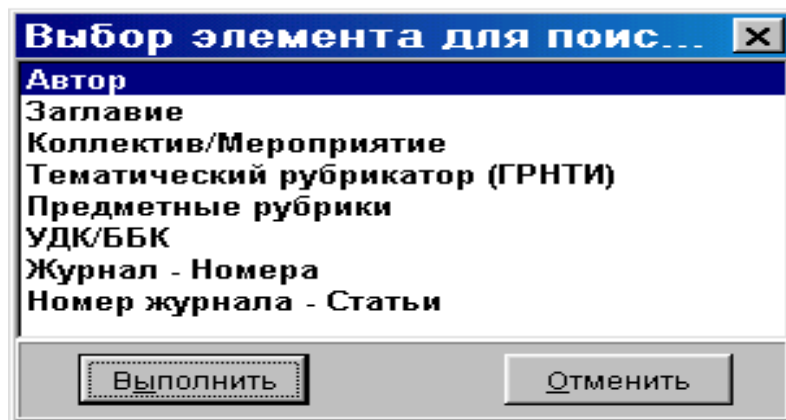 Выбор элемента для поис...
Автор
Заглавие
Коллектив/Мероприятие
Тематический рубрикатор (ГРНТИ)
Предметные рубрики
УДК/ББК
Журнал - Номера
Номер журнала - Статьи
Выполнить
Отменить